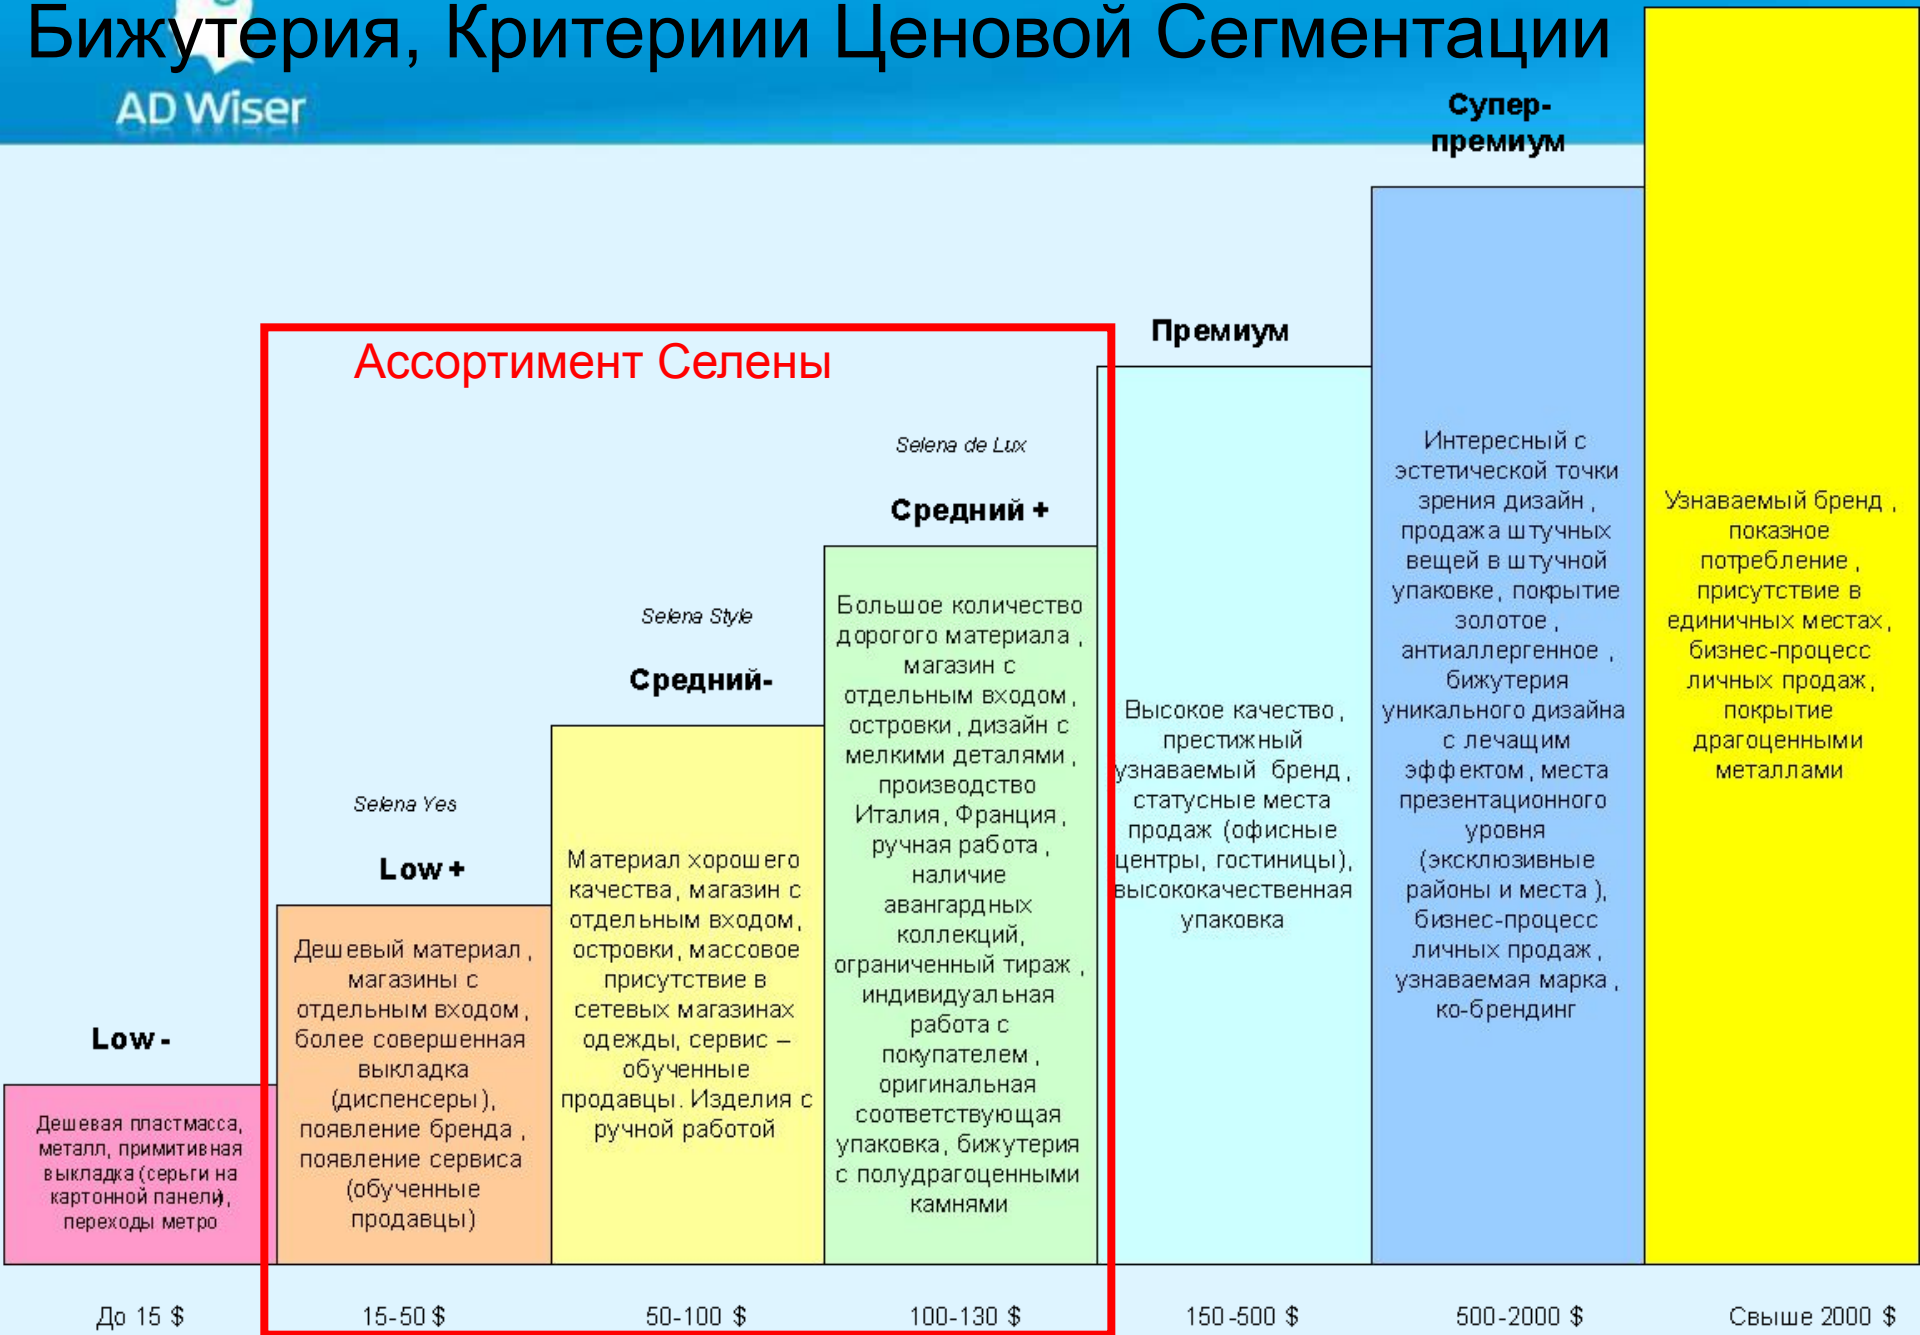 Бижутерия, Критериии Ценовой Сегментации
AD Wiser
Супер-
премиум
Премиум
Ассортимент Селены
Selena de Lux
Средний +
Selena Style
Средний-
Selena Yes
Low +
Low -
Дешевая пластмасса,
металл, примитивная
выкладка (серьги на
картонной панели),
переходы метро
Дешевый материал ,
магазины с
отдельным входом ,
более совершенная
выкладка
(диспенсеры),
появление бренда ,
появление сервиса
(обученные
продавцы)
Материал хорошего
качества, магазин с
отдельным входом,
островки, массовое
присутствие в
сетевых магазинах
одежды, сервис –
обученные
продавцы. Изделия с
ручной работой
Большое количество
дорогого материала ,
магазин с
отдельным входом ,
островки , дизайн с
мелкими деталями ,
производство
Италия, Франция ,
ручная работа ,
наличие
авангардных
коллекций,
ограниченный тираж ,
индивидуальная
работа с
покупателем ,
оригинальная
соответствующая
упаковка, бижутерия
с полудрагоценными
камнями
Высокое качество ,
престижный
узнаваемый бренд ,
статусные места
продаж (офисные
центры, гостиницы),
высококачественная
упаковка
Интересный с
эстетической точки
зрения дизайн ,
продажа штучных
вещей в штучной
упаковке, покрытие
золотое ,
антиаллергенное ,
бижутерия
уникального дизайна
с лечащим
эффектом , места
презентационного
уровня
(эксклюзивные
районы и места ),
бизнес-процесс
личных продаж ,
узнаваемая марка ,
ко-брендинг
Узнаваемый бренд ,
показное
потребление ,
присутствие в
единичных местах,
бизнес-процесс
личных продаж,
покрытие
драгоценными
металлами
До 15 $
15-50 $
50-100 $
100-130 $
150-500 $
500-2000 $
Свыше 2000 $